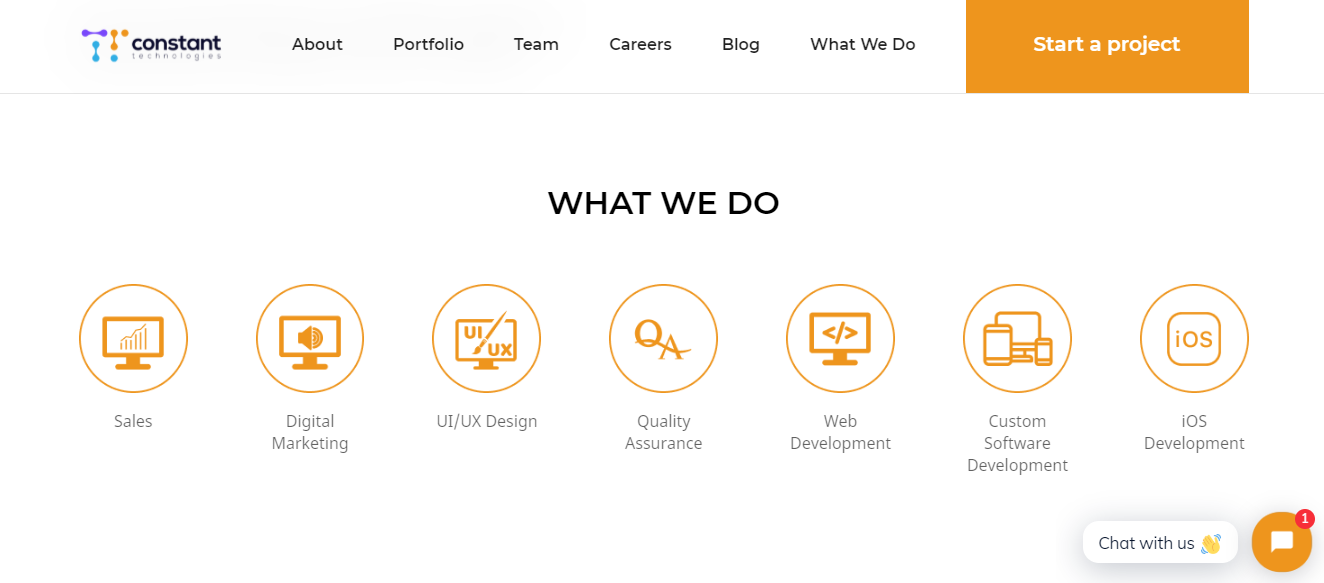 constant
technologies
About Portfolio Team Careers Blog What We Do Start a project
WHAT WE DO
UI
UX
QA
</>
iOS
Sales Digital UI/UX Design Quality Web Custom iOS
Marketing Assurance Development Software Development
Development
1
Chat with us 👋